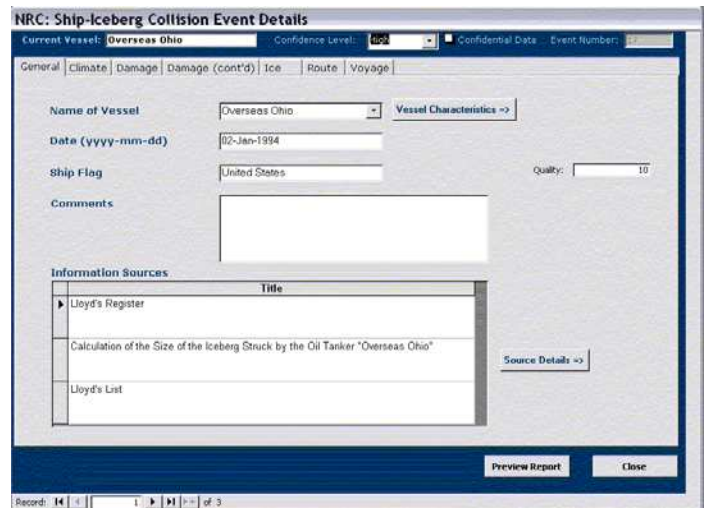 NRC: Ship-Iceberg Collision Event Details
Current Vessel: Overseas Ohio Confidence Level: High Confidential Data Event Number: 17
General Climate Damage Damage (cont'd) Ice Route Voyage
Name of Vessel Overseas Ohio Vessel Characteristics =>
Date (yyyy-mm-dd) 02-Jan-1994
Ship Flag United States Quality: 10
Comments
Information Sources
Title
Lloyd's Register
Calculation of the Size of the Iceberg Struck by the Oil Tanker "Overseas Ohio"
Source Details =>
Lloyd's List
Preview Report Close
Record: 1 of 3